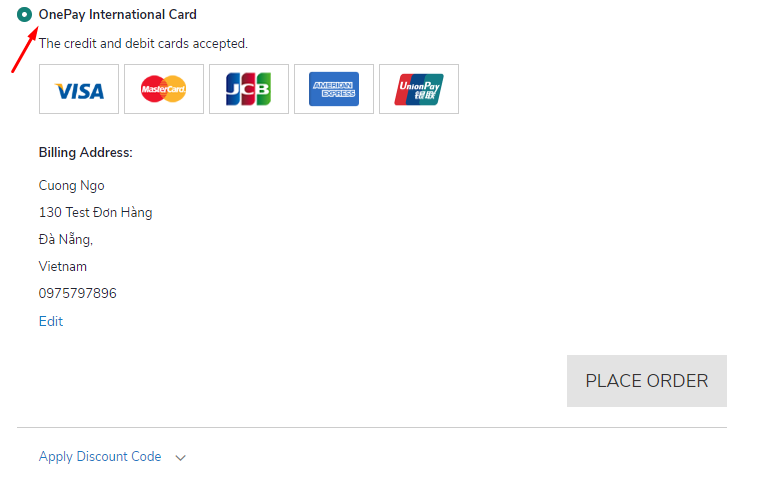 OnePay International Card
The credit and debit cards accepted.
VISA MasterCard JCB AMERICAN EXPRESS UnionPay 银联
Billing Address:
Cuong Ngo
130 Test Đơn Hàng
Đà Nẵng,
Vietnam
0975797896
Edit
PLACE ORDER
Apply Discount Code